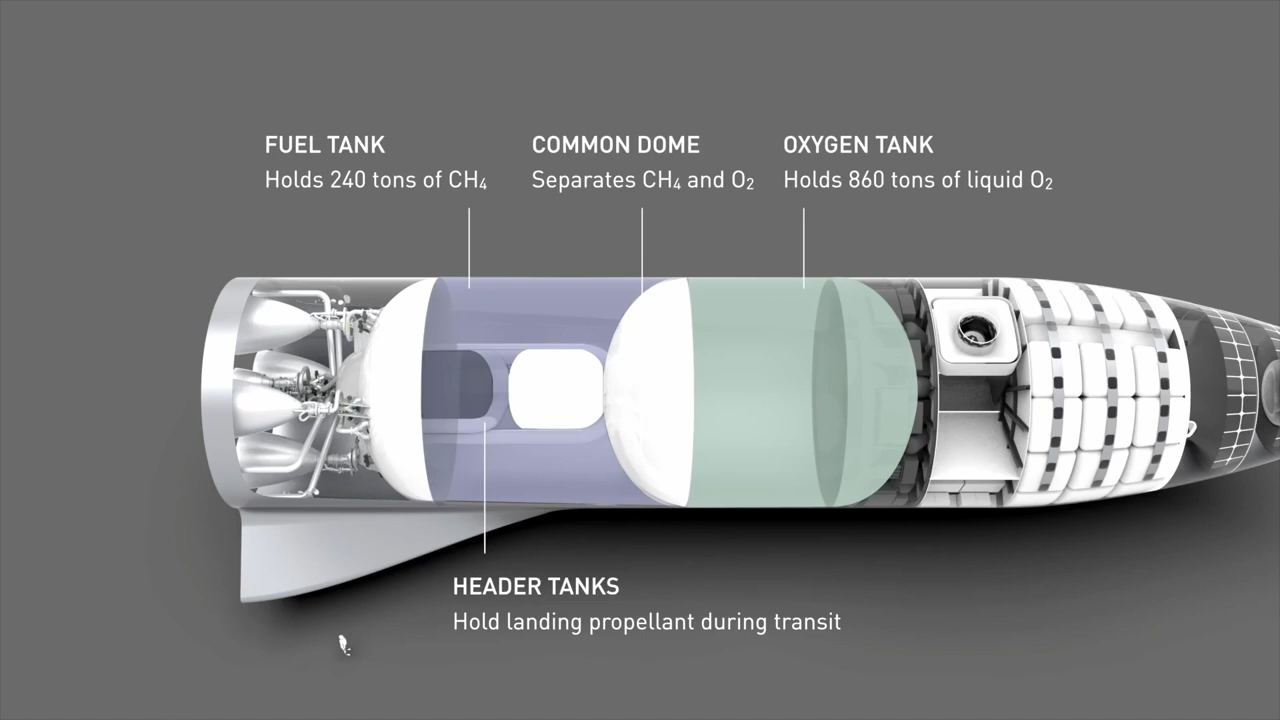 FUEL TANK
Holds 240 tons of CH₄
COMMON DOME
Separates CH₄ and O₂
OXYGEN TANK
Holds 860 tons of liquid O₂
HEADER TANKS
Hold landing propellant during transit